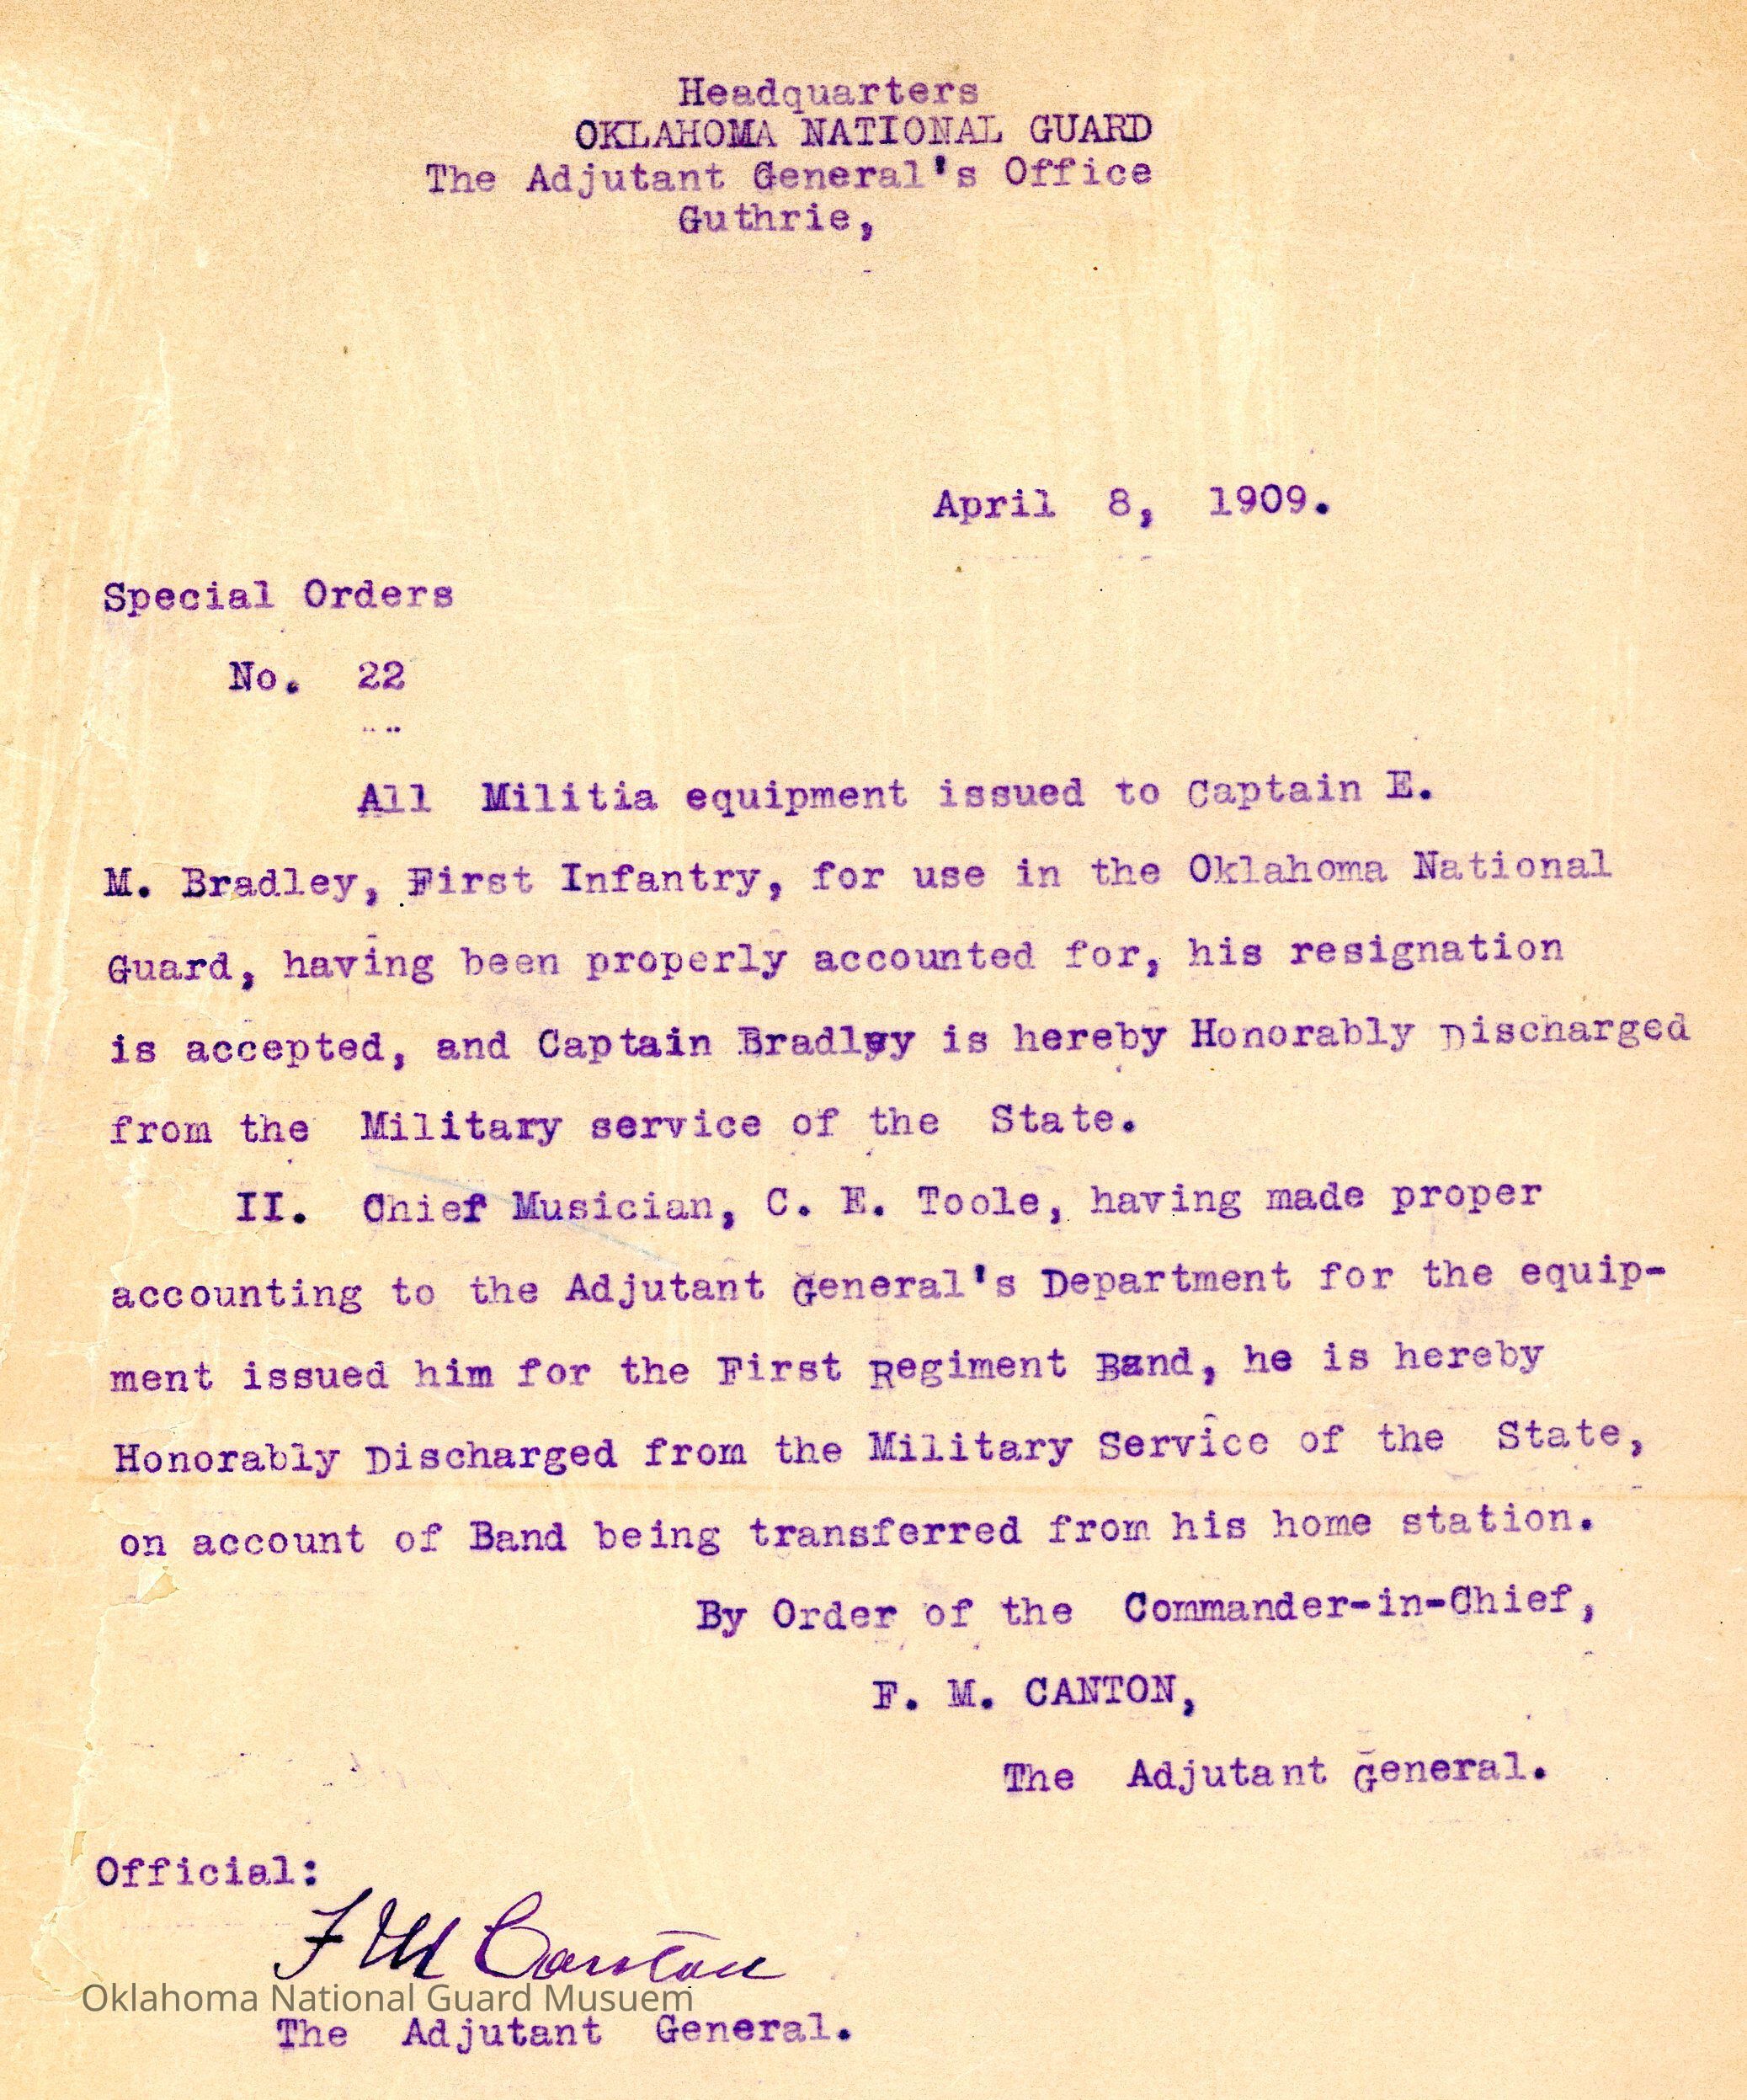 Headquarters
OKLAHOMA NATIONAL GUARD
The Adjutant General's Office
Guthrie,
April 8, 1909.
Special Orders
No. 22
All Militia equipment issued to Captain E.
M. Bradley, First Infantry, for use in the Oklahoma National
Guard, having been properly accounted for, his resignation
is accepted, and Captain Bradley is hereby Honorably Discharged
from the Military service of the State.
II. Chief Musician, C. E. Toole, having made proper
accounting to the Adjutant General's Department for the equip-
ment issued him for the First Regiment Band, he is hereby
Honorably Discharged from the Military Service of the State,
on account of Band being transferred from his home station.
By Order of the Commander-in-Chief,
F. M. CANTON,
The Adjutant General.
Official:
F M Canton
Oklahoma National Guard Musuem
The Adjutant General.